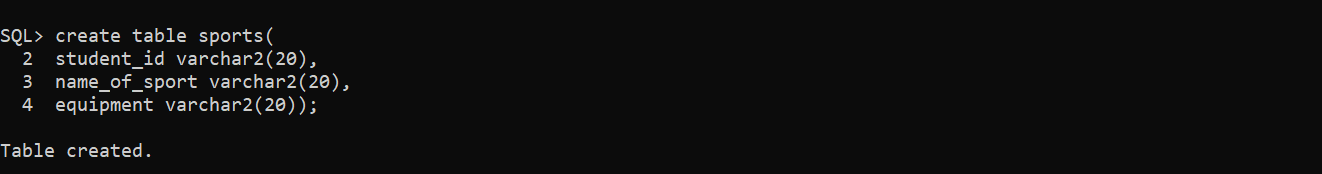 SQL> create table sports(
  2  student_id varchar2(20),
  3  name_of_sport varchar2(20),
  4  equipment varchar2(20));
Table created.